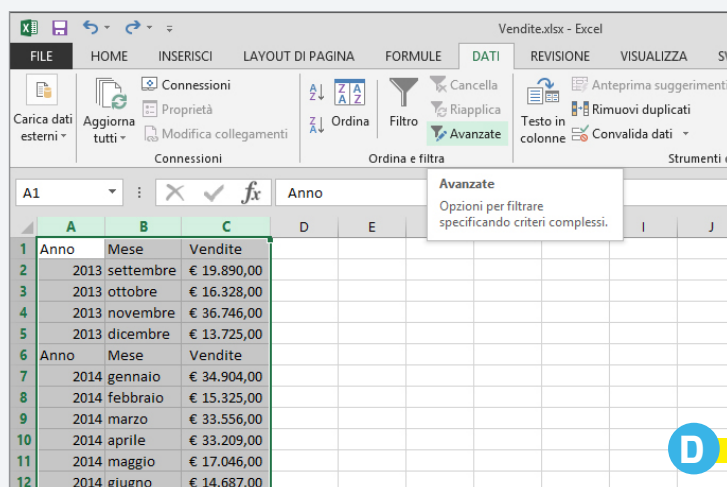 Vendite.xlsx - Excel
FILE HOME INSERISCI LAYOUT DI PAGINA FORMULE DATI REVISIONE VISUALIZZA
Carica dati esterni
Aggiorna tutti
Connessioni
Proprietà
Modifica collegamenti
Connessioni
Ordina
Filtro
Cancella
Riapplica
Avanzate
Ordina e filtra
Testo in colonne
Anteprima suggerimenti
Rimuovi duplicati
Convalida dati
Strumenti
A1 fx Anno
Avanzate
Opzioni per filtrare
specificando criteri complessi.
A B C D E I J
1 Anno Mese Vendite
2 2013 settembre € 19.890,00
3 2013 ottobre € 16.328,00
4 2013 novembre € 36.746,00
5 2013 dicembre € 13.725,00
6 Anno Mese Vendite
7 2014 gennaio € 34.904,00
8 2014 febbraio € 15.325,00
9 2014 marzo € 33.556,00
10 2014 aprile € 33.209,00
11 2014 maggio € 17.046,00
12 2014 giugno € 14.687,00
D